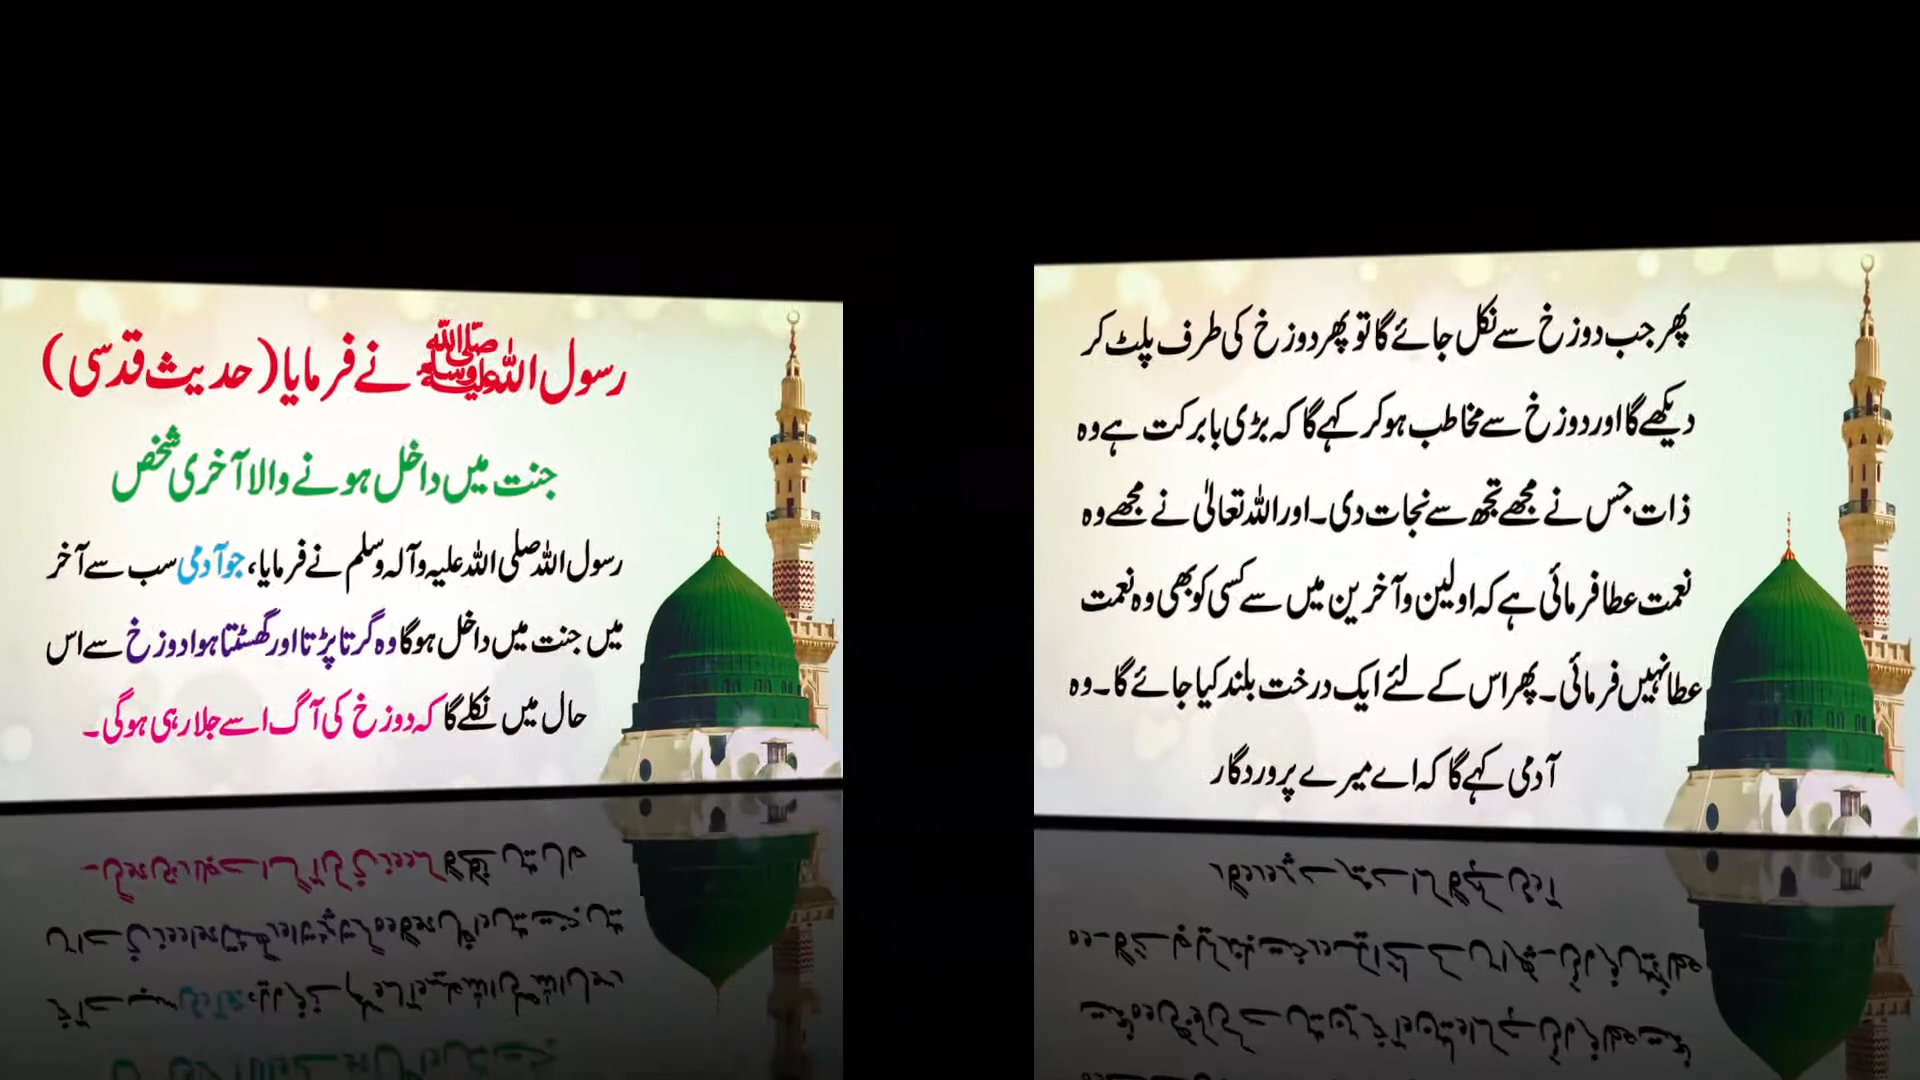 رسول اللہ ﷺ نے فرمایا (حدیث قدسی)
جنت میں داخل ہونے والا آخری شخص
رسول اللہ صلی اللہ علیہ وآلہ وسلم نے فرمایا، جو آدمی سب سے آخر
میں جنت میں داخل ہوگا وہ گرتا پڑتا اور گھسٹتا ہوا دوزخ سے اس
حال میں نکلے گا کہ دوزخ کی آگ اسے جلا رہی ہوگی۔
پھر جب دوزخ سے نکل جائے گا تو پھر دوزخ کی طرف پلٹ کر
دیکھے گا اور دوزخ سے مخاطب ہوکر کہے گا کہ بڑی بابرکت ہے وہ
ذات جس نے مجھے تجھ سے نجات دی۔ اور اللہ تعالیٰ نے مجھے وہ
نعمت عطا فرمائی ہے کہ اولین و آخرین میں سے کسی کو بھی وہ نعمت
عطا نہیں فرمائی۔ پھر اس کے لئے ایک درخت بلند کیا جائے گا۔ وہ
آدمی کہے گا کہ اے میرے پروردگار